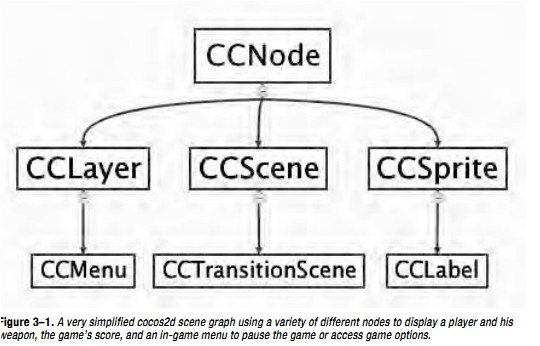 CCNode
CCLayer
CCScene
CCSprite
CCMenu
CCTransitionScene
CCLabel
Figure 3–1. A very simplified cocos2d scene graph using a variety of different nodes to display a player and his
weapon, the game's score, and an in-game menu to pause the game or access game options.